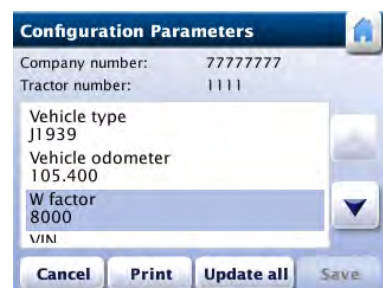 Configuration Parameters
Company number: 77777777
Tractor number: 1111
Vehicle type
J1939
Vehicle odometer
105.400
W factor
8000
VIN
Cancel Print Update all Save